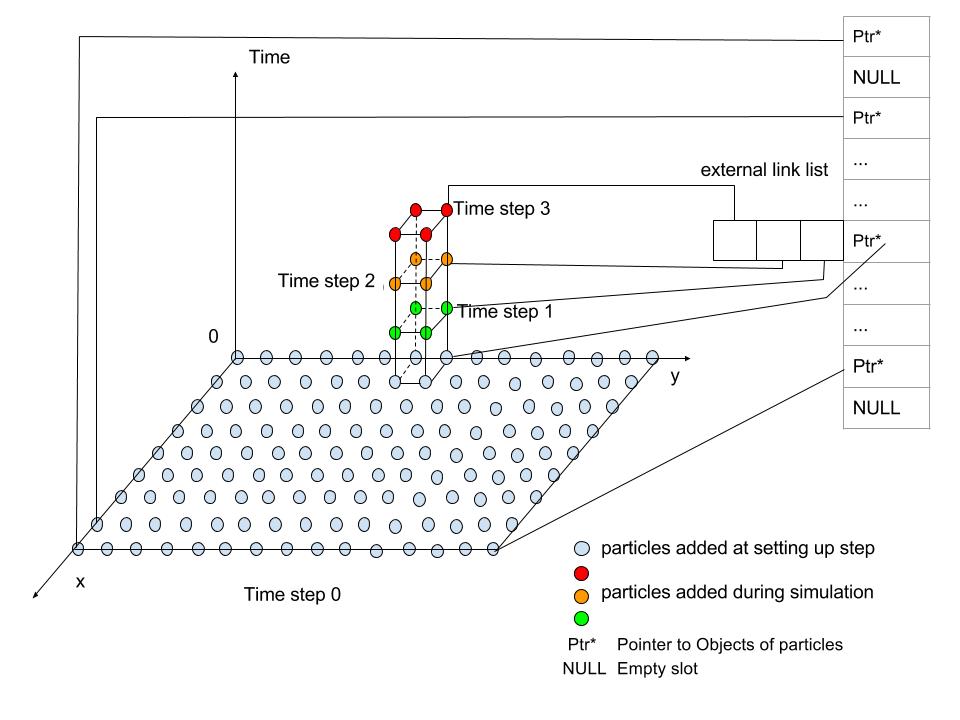 Ptr*
Time
NULL
Ptr*
...
external link list
...
Time step 3
Ptr*
Time step 2
...
Time step 1
...
0
Ptr*
y
NULL
particles added at setting up step
x
Time step 0
particles added during simulation
Ptr* Pointer to Objects of particles
NULL Empty slot